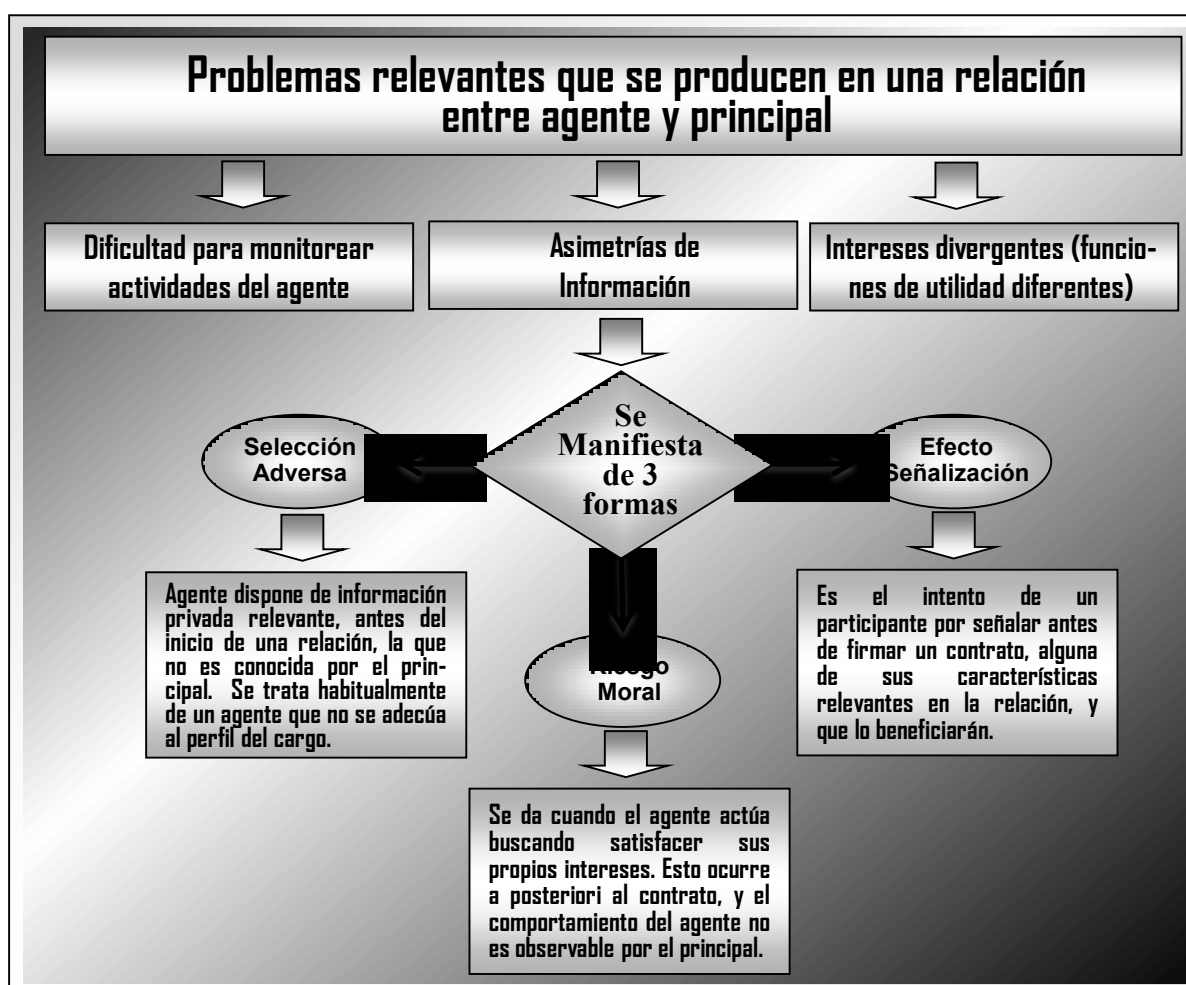 Problemas relevantes que se producen en una relación
entre agente y principal
Dificultad para monitorear
actividades del agente
Asimetrías de
Información
Intereses divergentes (funcio-
nes de utilidad diferentes)
Se
Manifiesta
de 3
formas
Selección
Adversa
Efecto
Señalización
Agente dispone de información
privada relevante, antes del
inicio de una relación, la que
no es conocida por el prin-
cipal. Se trata habitualmente
de un agente que no se adecúa
al perfil del cargo.
Riesgo
Moral
Es el intento de un
participante por señalar antes
de firmar un contrato, alguna
de sus características
relevantes en la relación, y
que lo beneficiarán.
Se da cuando el agente actúa
buscando satisfacer sus
propios intereses. Esto ocurre
a posteriori al contrato, y el
comportamiento del agente no
es observable por el principal.